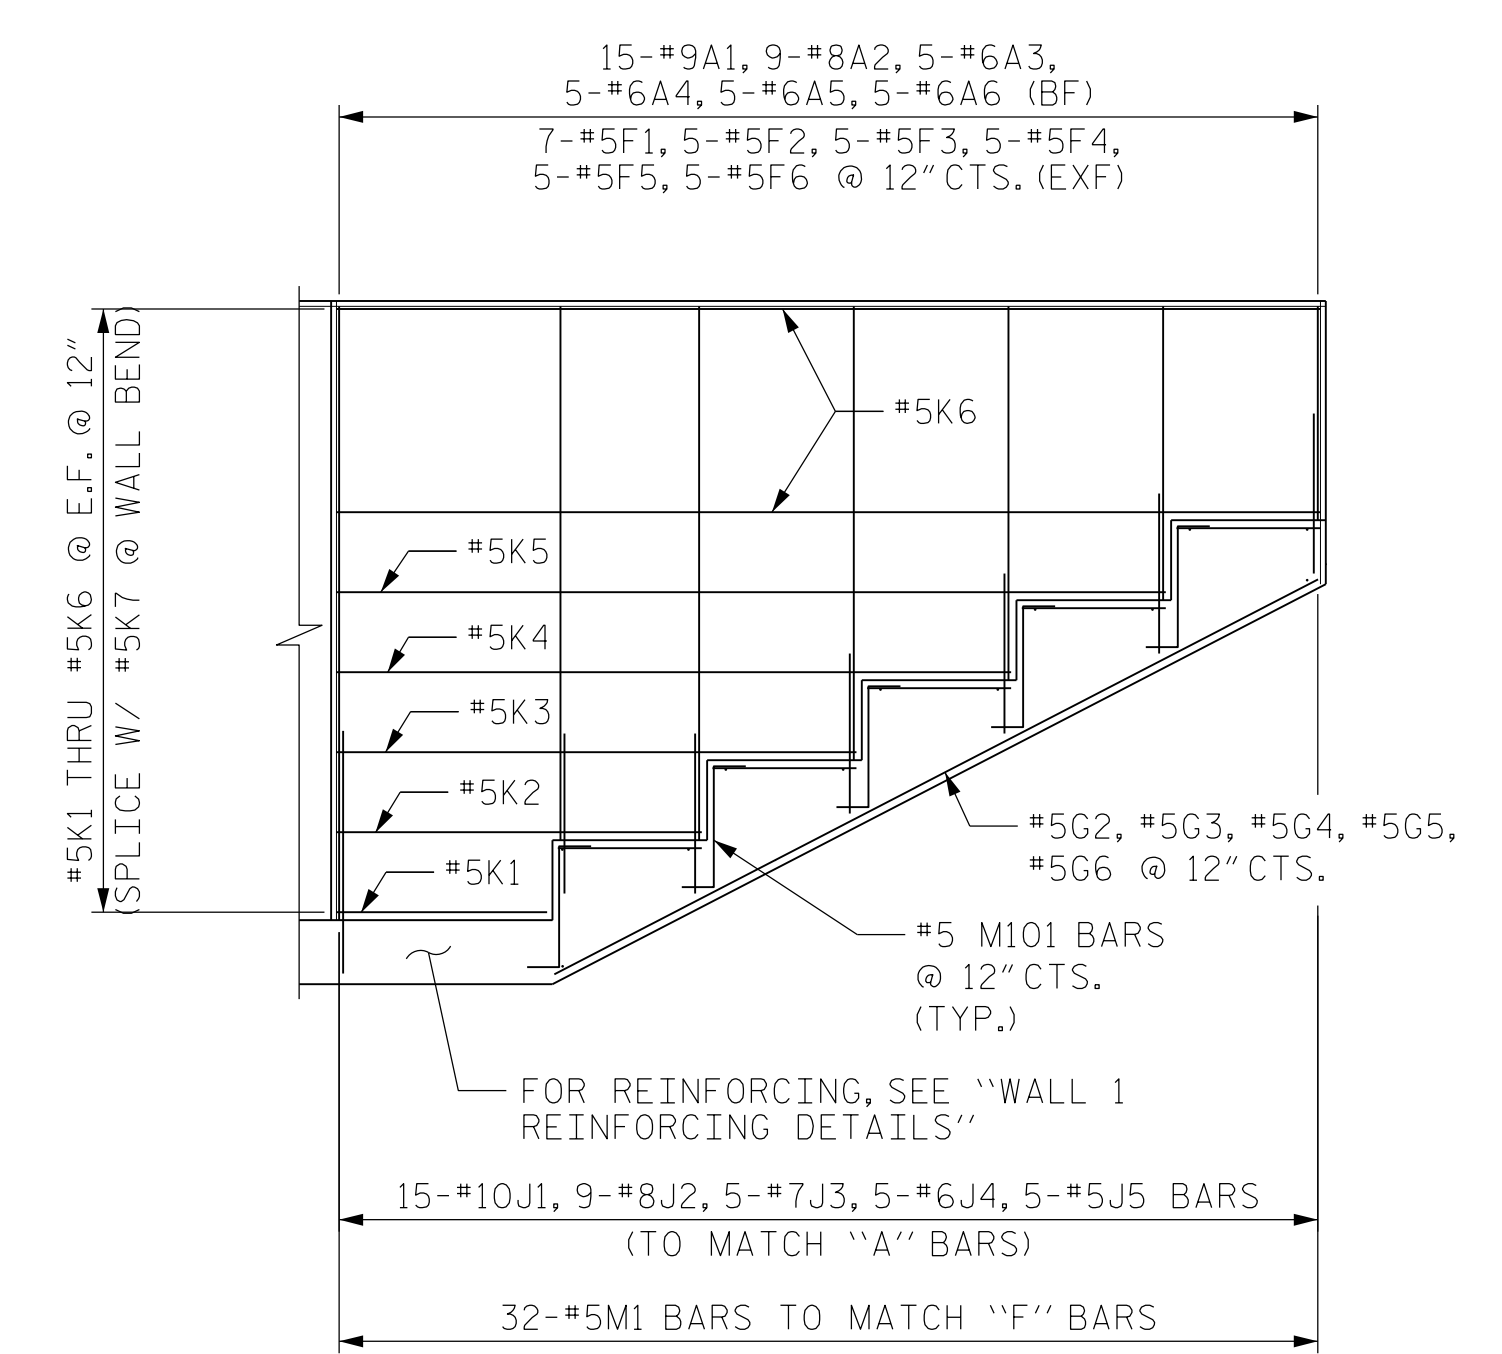 15-#9A1, 9-#8A2, 5-#6A3,
5-#6A4, 5-#6A5, 5-#6A6 (BF)
7-#5F1, 5-#5F2, 5-#5F3, 5-#5F4,
5-#5F5, 5-#5F6 @ 12" CTS. (EXF)
#5K1 THRU #5K6 @ E.F. @ 12"
(SPLICE W/ #5K7 @ WALL BEND)
#5K6
#5K5
#5K4
#5K3
#5K2
#5K1
#5G2, #5G3, #5G4, #5G5,
#5G6 @ 12" CTS.
#5 M101 BARS
@ 12" CTS.
(TYP.)
FOR REINFORCING, SEE "WALL 1
REINFORCING DETAILS"
15-#10J1, 9-#8J2, 5-#7J3, 5-#6J4, 5-#5J5 BARS
(TO MATCH "A" BARS)
32-#5M1 BARS TO MATCH "F" BARS